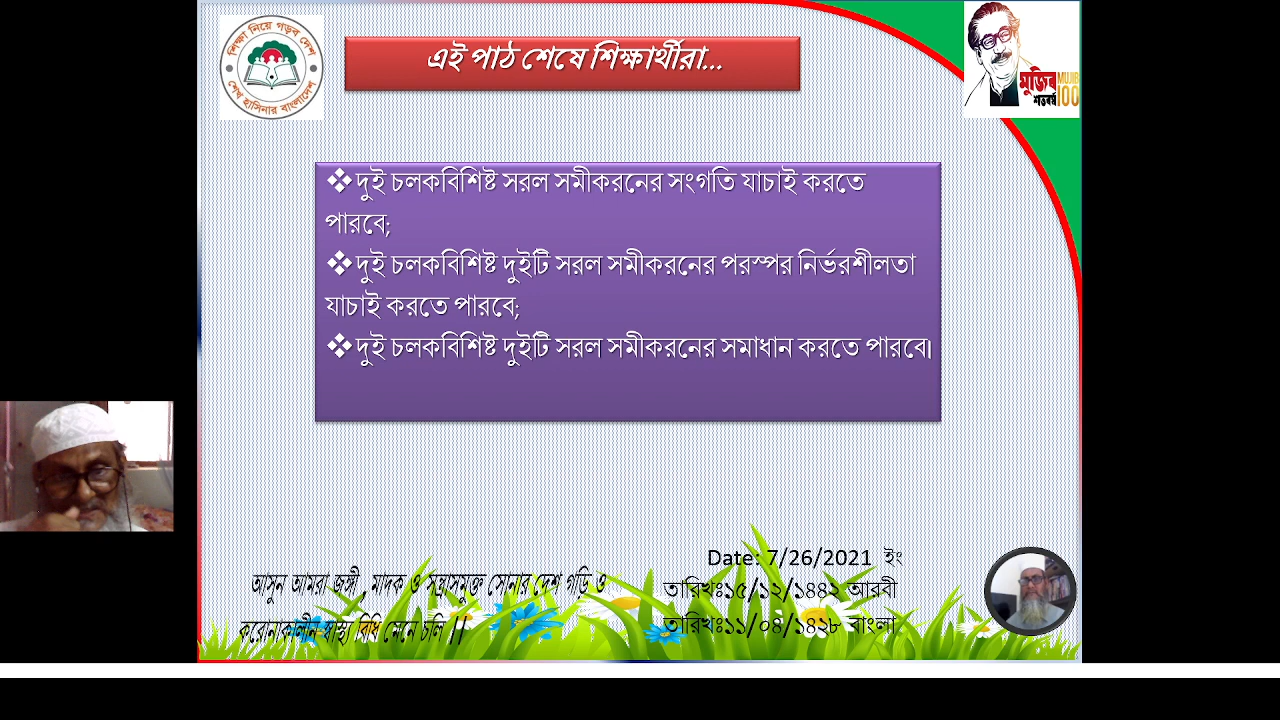 শিক্ষা নিয়ে গড়ব দেশ
শেখ হাসিনার বাংলাদেশ
এই পাঠ শেষে শিক্ষার্থীরা...
মুজিব
শতবর্ষ
MUJIB
100
❖দুই চলকবিশিষ্ট সরল সমীকরনের সংগতি যাচাই করতে
পারবে;
❖দুই চলকবিশিষ্ট দুইটি সরল সমীকরনের পরস্পর নির্ভরশীলতা
যাচাই করতে পারবে;
❖দুই চলকবিশিষ্ট দুইটি সরল সমীকরনের সমাধান করতে পারবে।
আসুন আমরা জঙ্গী , মাদক ও সন্ত্রাসমুক্ত সোনার দেশ গড়ি ও
করোনাকালীন স্বাস্থ্য বিধি মেনে চলি ||
Date: 7/26/2021 ইং
তারিখঃ১৫/১২/১৪৪২ আরবী
তারিখঃ১১/০৪/১৪২৮ বাংলা